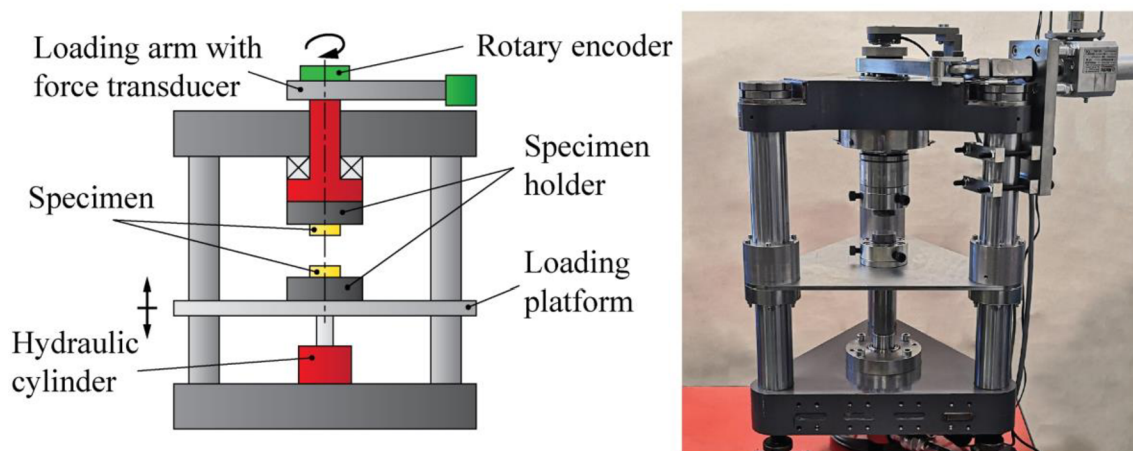 Loading arm with
force transducer
Rotary encoder
Specimen
Specimen
holder
Loading
platform
Hydraulic
cylinder